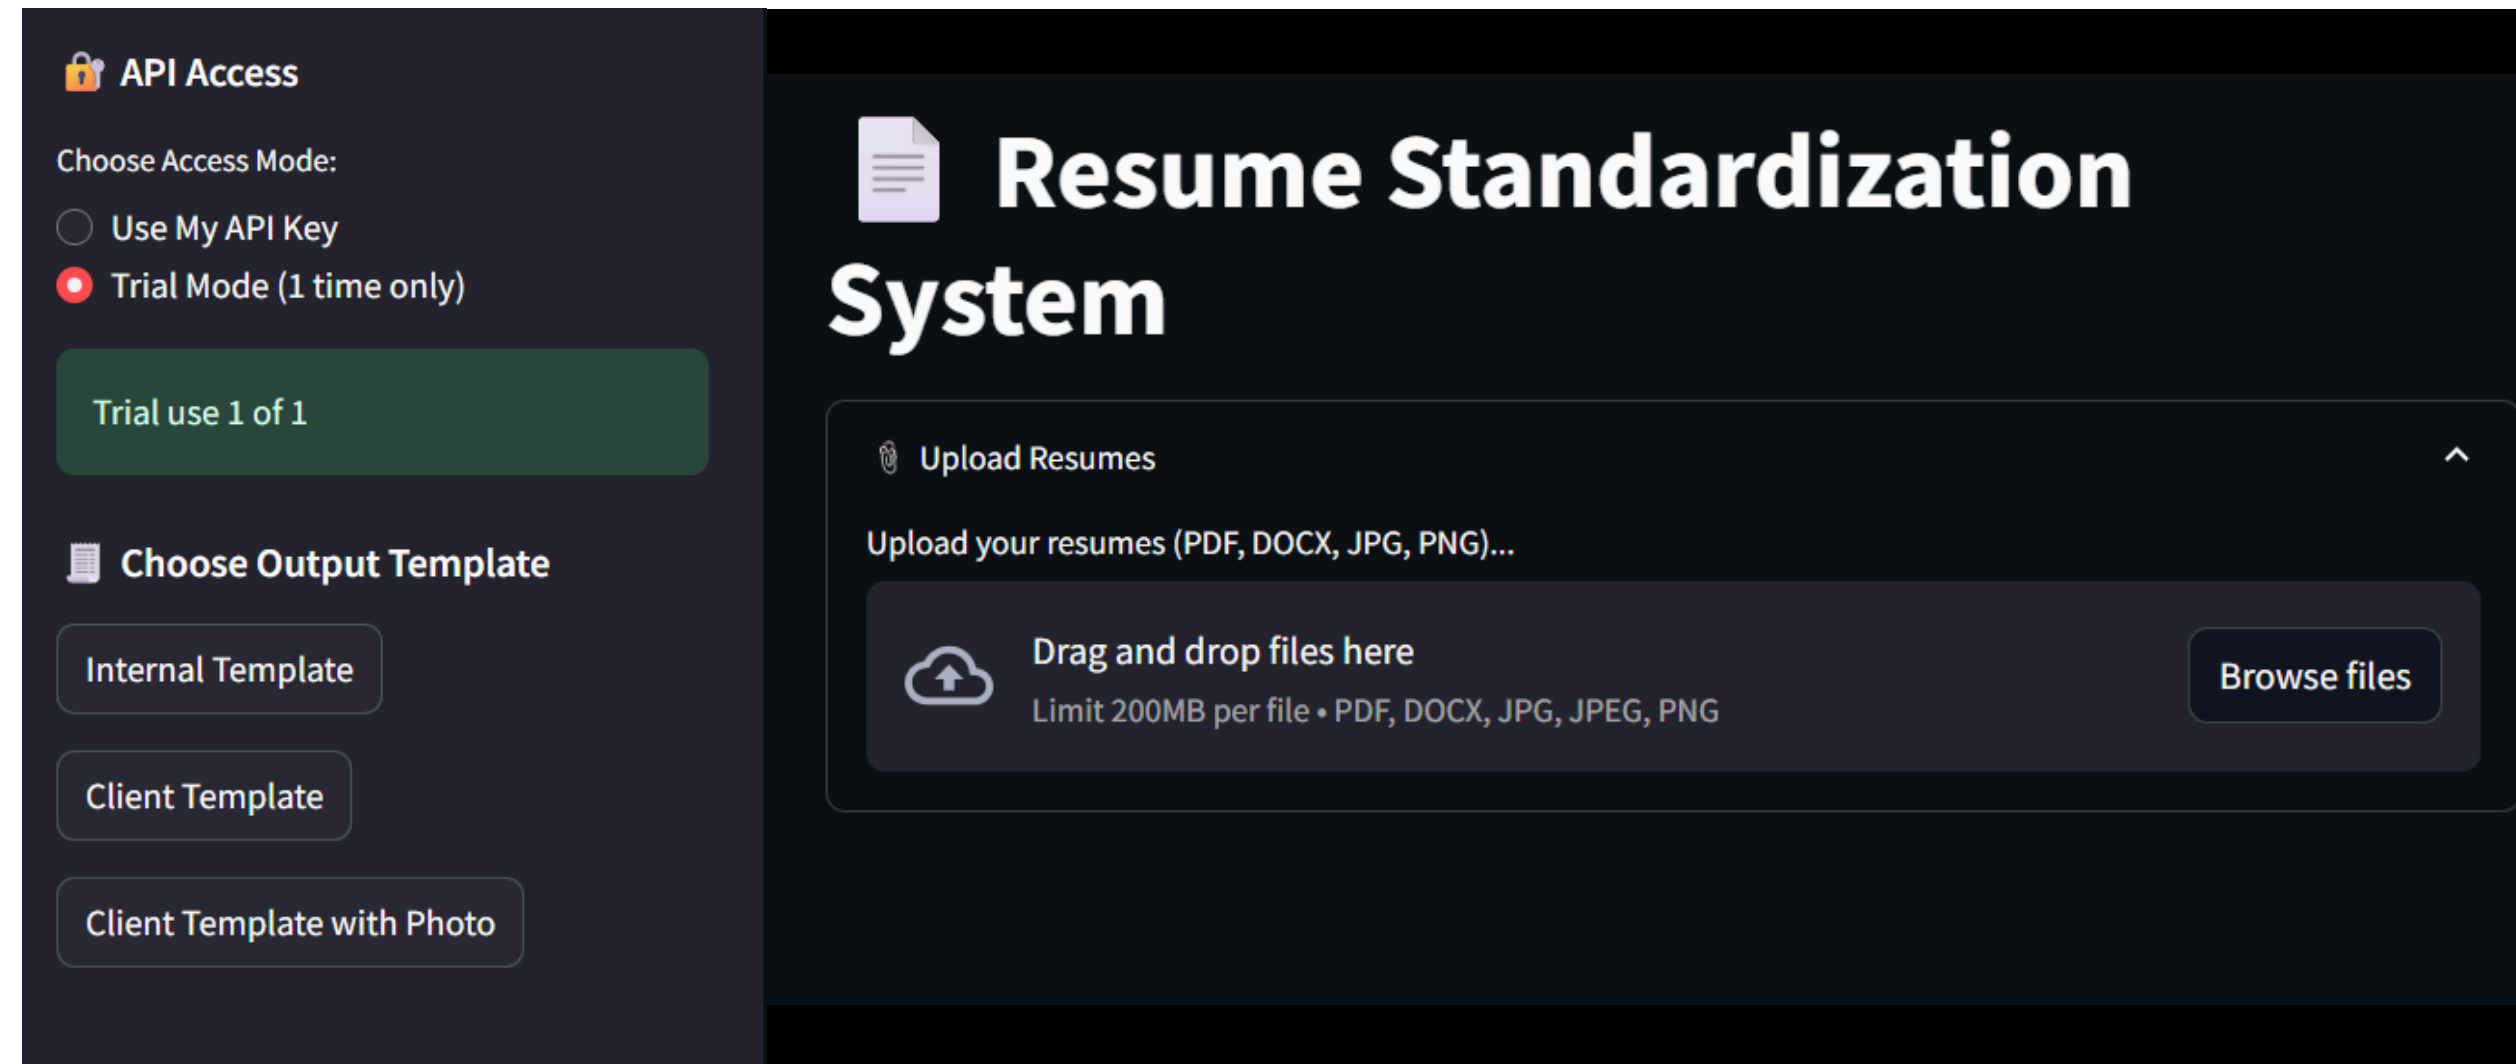 API Access
Choose Access Mode:
Use My API Key
Trial Mode (1 time only)
Trial use 1 of 1
Choose Output Template
Internal Template
Client Template
Client Template with Photo
Resume Standardization
System
Upload Resumes
Upload your resumes (PDF, DOCX, JPG, PNG)...
Drag and drop files here
Limit 200MB per file • PDF, DOCX, JPG, JPEG, PNG
Browse files